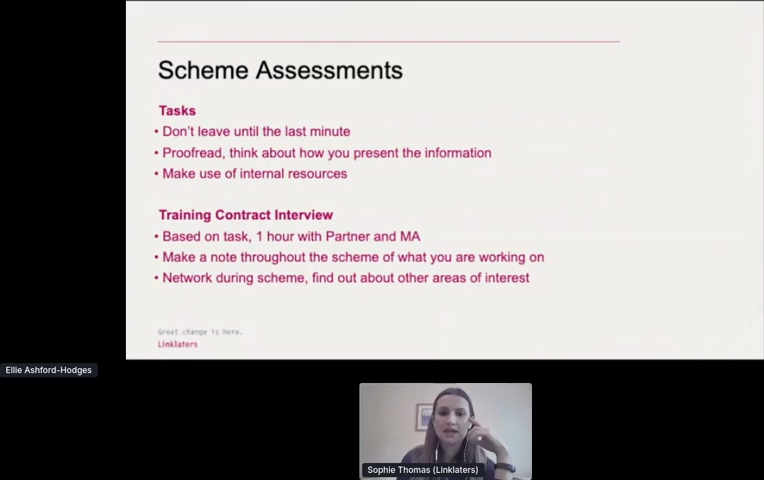 Scheme Assessments
Tasks
• Don't leave until the last minute
• Proofread, think about how you present the information
• Make use of internal resources
Training Contract Interview
• Based on task, 1 hour with Partner and MA
• Make a note throughout the scheme of what you are working on
• Network during scheme, find out about other areas of interest
Great change is here.
Linklaters
Ellie Ashford-Hodges
Sophie Thomas (Linklaters)